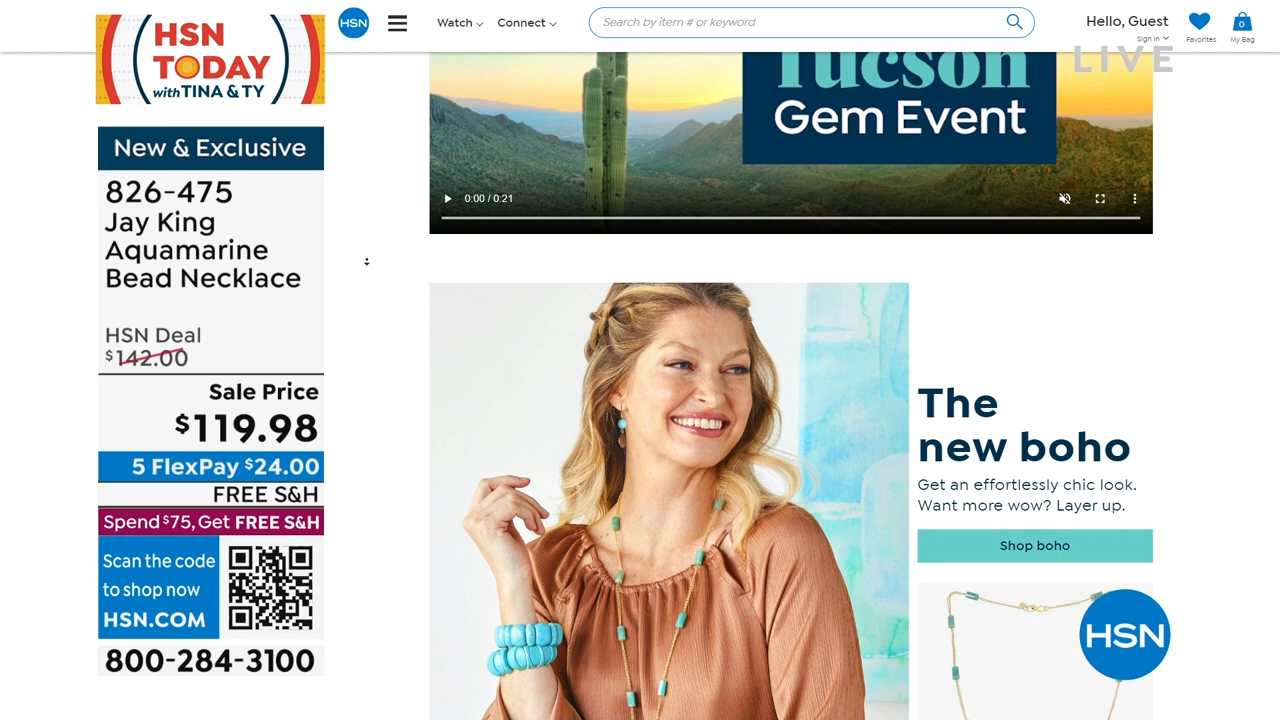 HSN
TODAY
with TINA & TY
New & Exclusive
826-475
Jay King
Aquamarine
Bead Necklace
HSN Deal
$142.00
Sale Price
$119.98
5 FlexPay $24.00
FREE S&H
Spend $75, Get FREE S&H
Scan the code
to shop now
HSN.COM
800-284-3100
HSN
Watch
Connect
Search by item # or keyword
Hello, Guest
Sign In
Favorites
0
My Bag
LIVE
Tucson
Gem Event
0:00 / 0:21
The
new boho
Get an effortlessly chic look.
Want more wow? Layer up.
Shop boho
HSN